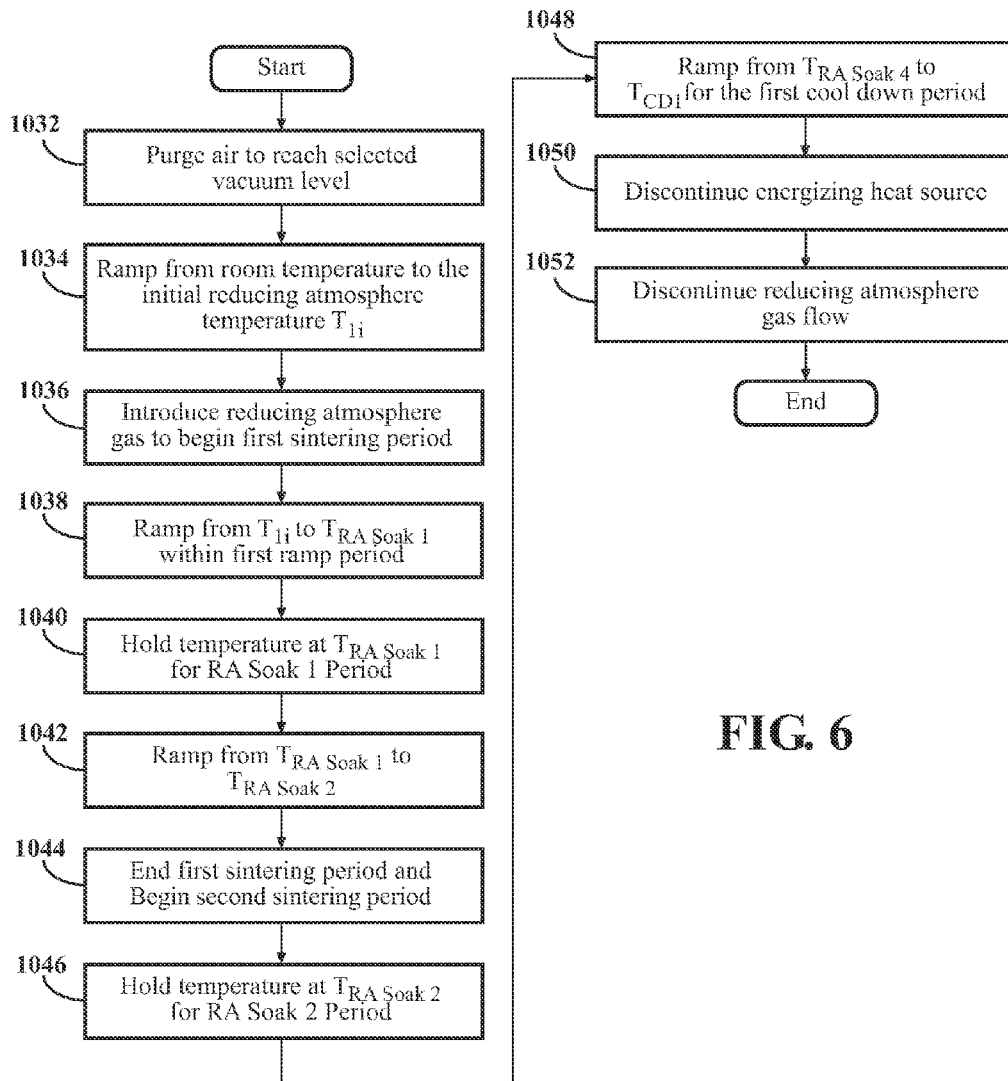 Start
1032
Purge air to reach selected
vacuum level
1034
Ramp from room temperature to the
initial reducing atmosphere
temperature T1i
1036
Introduce reducing atmosphere
gas to begin first sintering period
1038
Ramp from T1i to TRA Soak 1
within first ramp period
1040
Hold temperature at TRA Soak 1
for RA Soak 1 Period
1042
Ramp from TRA Soak 1 to
TRA Soak 2
1044
End first sintering period and
Begin second sintering period
1046
Hold temperature at TRA Soak 2
for RA Soak 2 Period
1048
Ramp from TRA Soak 4 to
TCD1 for the first cool down period
1050
Discontinue energizing heat source
1052
Discontinue reducing atmosphere
gas flow
End
FIG. 6